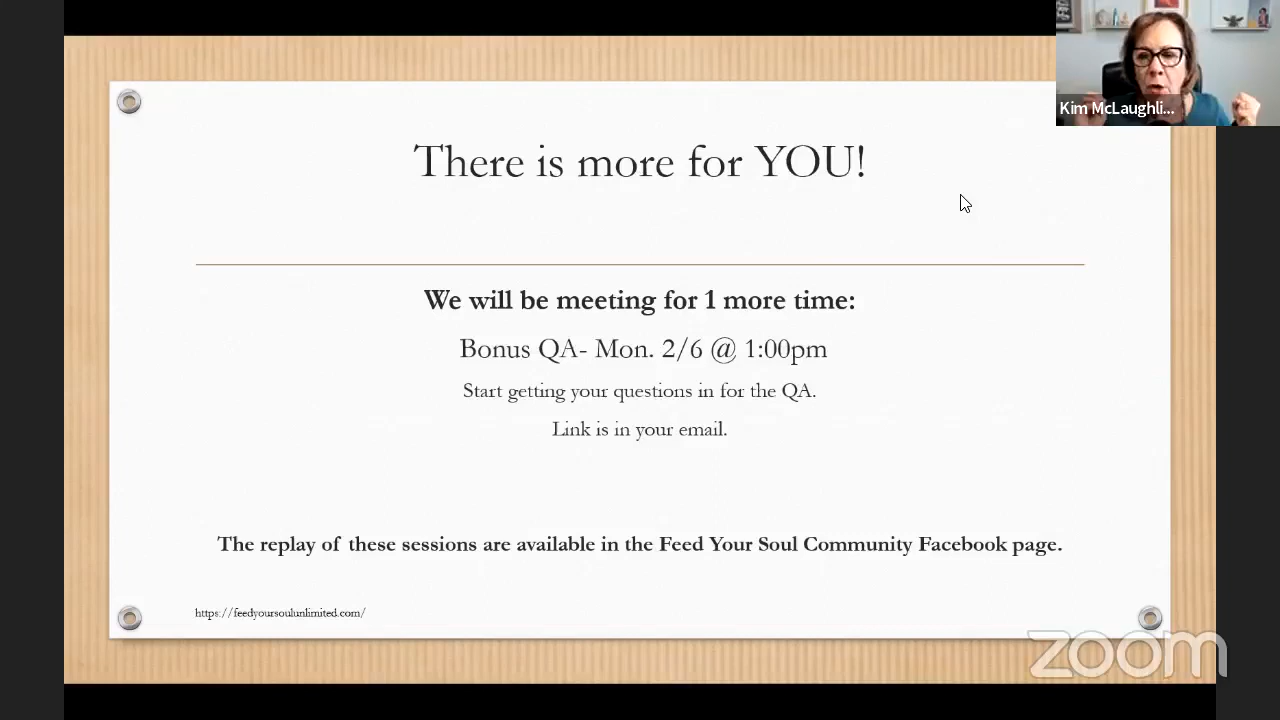 Kim McLaughli...
There is more for YOU!
We will be meeting for 1 more time:
Bonus QA- Mon. 2/6 @ 1:00pm
Start getting your questions in for the QA.
Link is in your email.
The replay of these sessions are available in the Feed Your Soul Community Facebook page.
https://feedyoursoulunlimited.com/
zoom